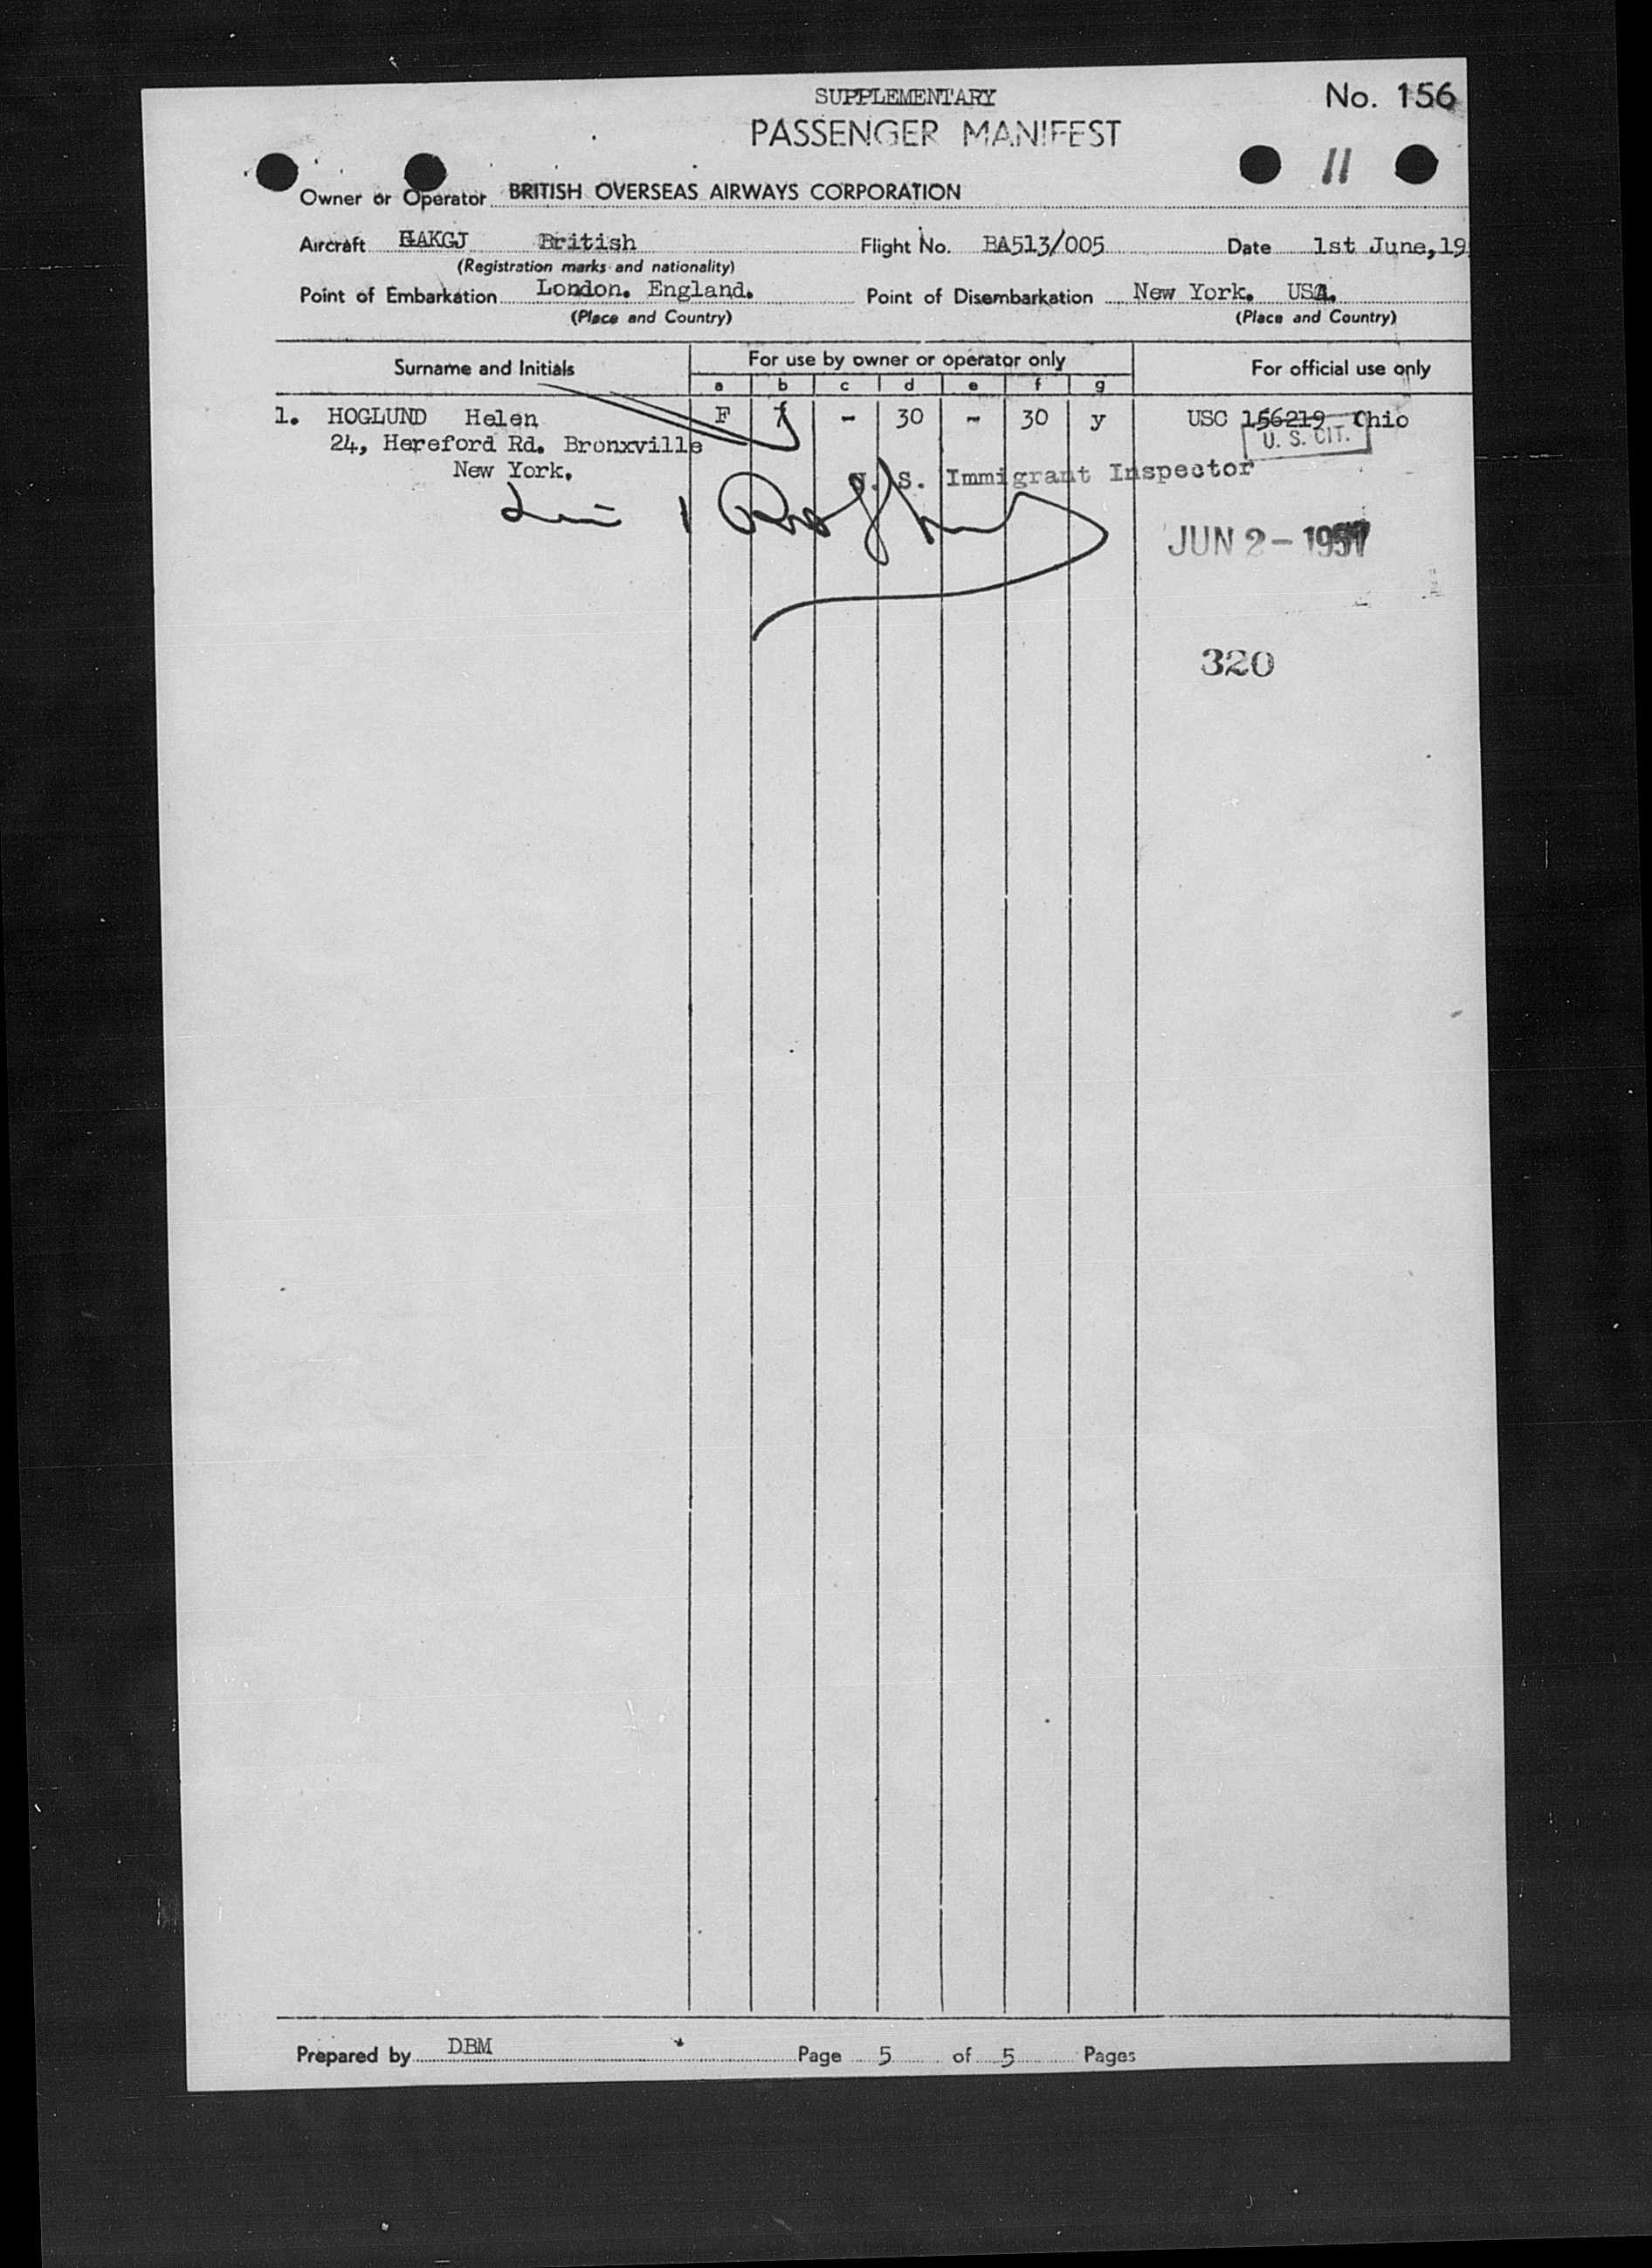 SUPPLEMENTARY
No. 156
PASSENGER MANIFEST
11
Owner or Operator BRITISH OVERSEAS AIRWAYS CORPORATION
Aircraft GAKGJ British Flight No. BA513/005 Date 1st June, 19
(Registration marks and nationality)
Point of Embarkation London. England. Point of Disembarkation New York. USA.
(Place and Country) (Place and Country)
Surname and Initials For use by owner or operator only For official use only
a b c d e f g
1. HOGLUND Helen F - 30 - 30 y USC 156219 Ohio
24, Hereford Rd. Bronxville U. S. CIT.
New York. U. S. Immigrant Inspector
JUN 2 - 1951
320
Prepared by DBM Page 5 of 5 Pages